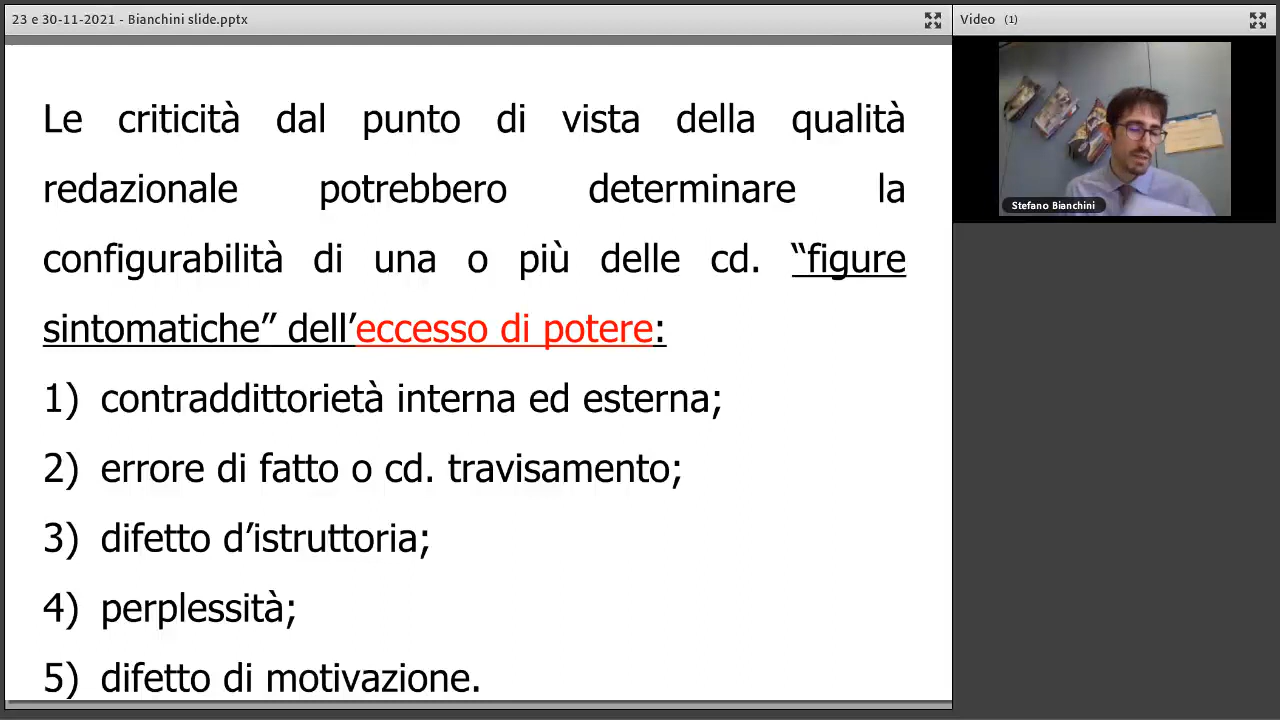 23 e 30-11-2021 - Bianchini slide.pptx
Video (1)
Le criticità dal punto di vista della qualità
redazionale potrebbero determinare la
configurabilità di una o più delle cd. “figure
sintomatiche” dell’eccesso di potere:
1) contraddittorietà interna ed esterna;
2) errore di fatto o cd. travisamento;
3) difetto d’istruttoria;
4) perplessità;
5) difetto di motivazione.
Stefano Bianchini